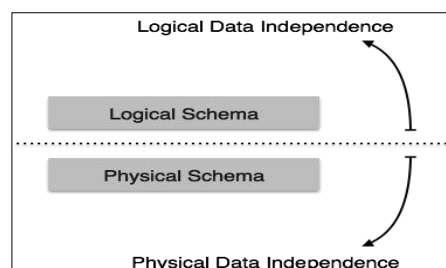 Logical Data Independence
Logical Schema
Physical Schema
Physical Data Independence